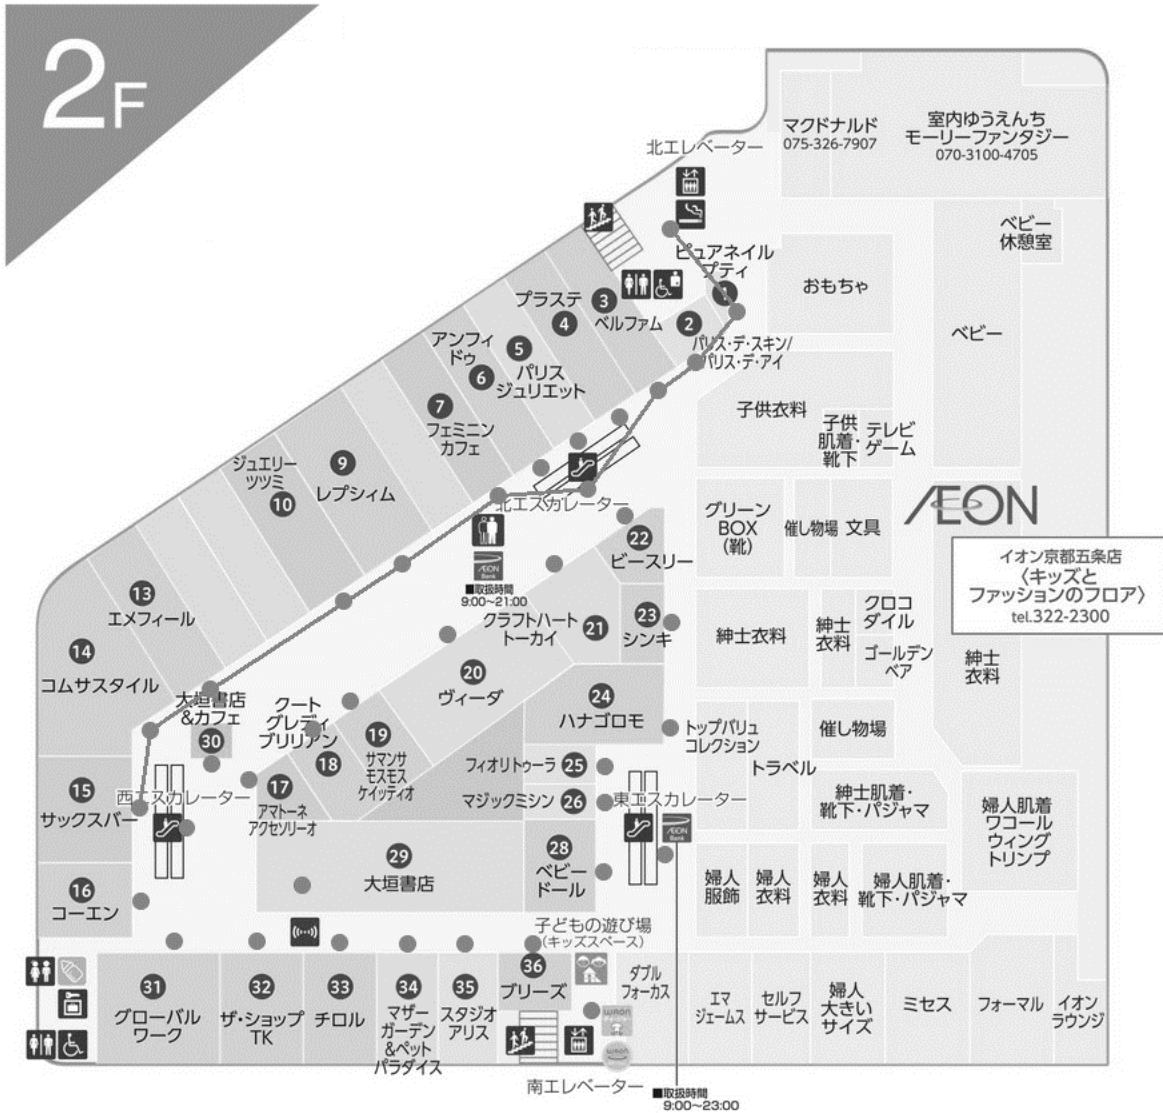 2F
北エレベーター
マクドナルド
075-326-7907
室内ゆうえんち
モーリーファンタジー
070-3100-4705
ベビー
休憩室
ピュアネイル
プティ
1
おもちゃ
ベビー
プラステ
3
4
ベルファム
2
パリス・デ・スキン/
パリス・デ・アイ
アンフィ
ドゥ
5
6
パリス
ジュリエット
7
フェミニン
カフェ
子供衣料
子供
肌着・
靴下
テレビ
ゲーム
ジュエリー
ツツミ
9
10
レプシィム
北エスカレーター
22
ビースリー
グリーン
BOX
(靴)
催し物場
文具
ÆON
イオン京都五条店
〈キッズと
ファッションのフロア〉
tel.322-2300
ÆON
Bank
■取扱時間
9:00~21:00
13
エメフィール
クラフトハート
トーカイ
21
23
シンキ
紳士衣料
紳士
衣料
クロコ
ダイル
ゴールデン
ベア
紳士
衣料
14
コムサスタイル
20
ヴィーダ
24
ハナゴロモ
大垣書店
&カフェ
30
クート
グレディ
ブリリアン
18
19
サマンサ
モスモス
ケイッティオ
トップバリュ
コレクション
トラベル
催し物場
15
サックスバー
西エスカレーター
17
アマトーネ
アクセソリーオ
フィオリトゥーラ
25
マジックミシン
26
東エスカレーター
ÆON
Bank
紳士肌着・
靴下・パジャマ
婦人肌着
ワコール
ウィング
トリンプ
16
コーエン
29
大垣書店
28
ベビー
ドール
婦人
服飾
婦人
衣料
婦人
衣料
婦人肌着・
靴下・パジャマ
子どもの遊び場
(キッズスペース)
31
グローバル
ワーク
32
ザ・ショップ
TK
33
チロル
34
マザー
ガーデン
&ペット
パラダイス
35
スタジオ
アリス
36
ブリーズ
ダブル
フォーカス
WAON
WAON
エマ
ジェームス
セルフ
サービス
婦人
大きい
サイズ
ミセス
フォーマル
イオン
ラウンジ
南エレベーター
■取扱時間
9:00~23:00